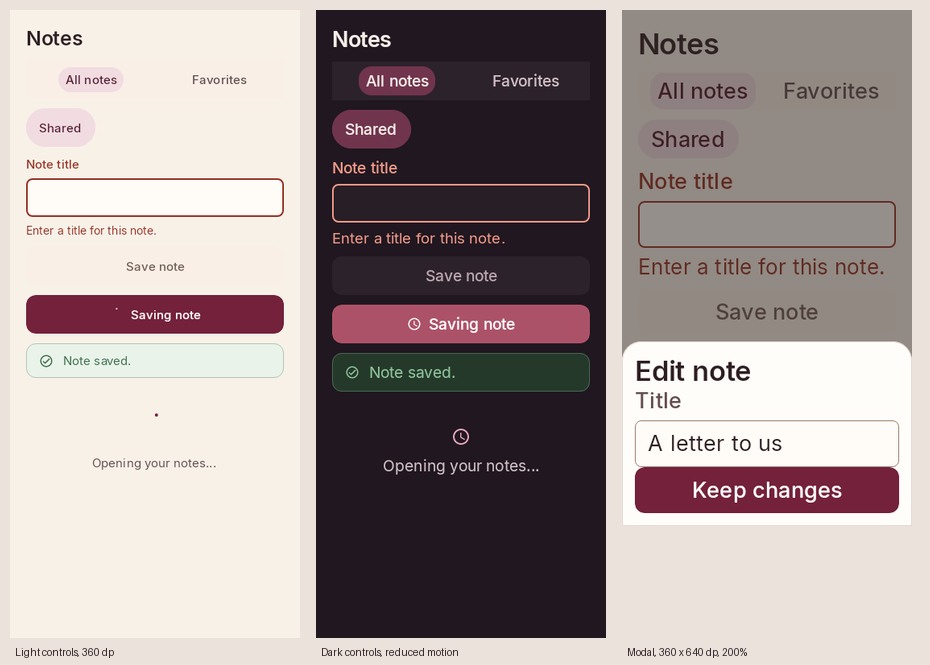 Notes
All notes
Favorites
Shared
Note title
Enter a title for this note.
Save note
Saving note
Note saved.
Opening your notes...
Light controls, 360 dp
Notes
All notes
Favorites
Shared
Note title
Enter a title for this note.
Save note
Saving note
Note saved.
Opening your notes...
Dark controls, reduced motion
Notes
All notes
Favorites
Shared
Note title
Enter a title for this note.
Save note
Edit note
Title
A letter to us
Keep changes
Modal, 360 x 640 dp, 200%